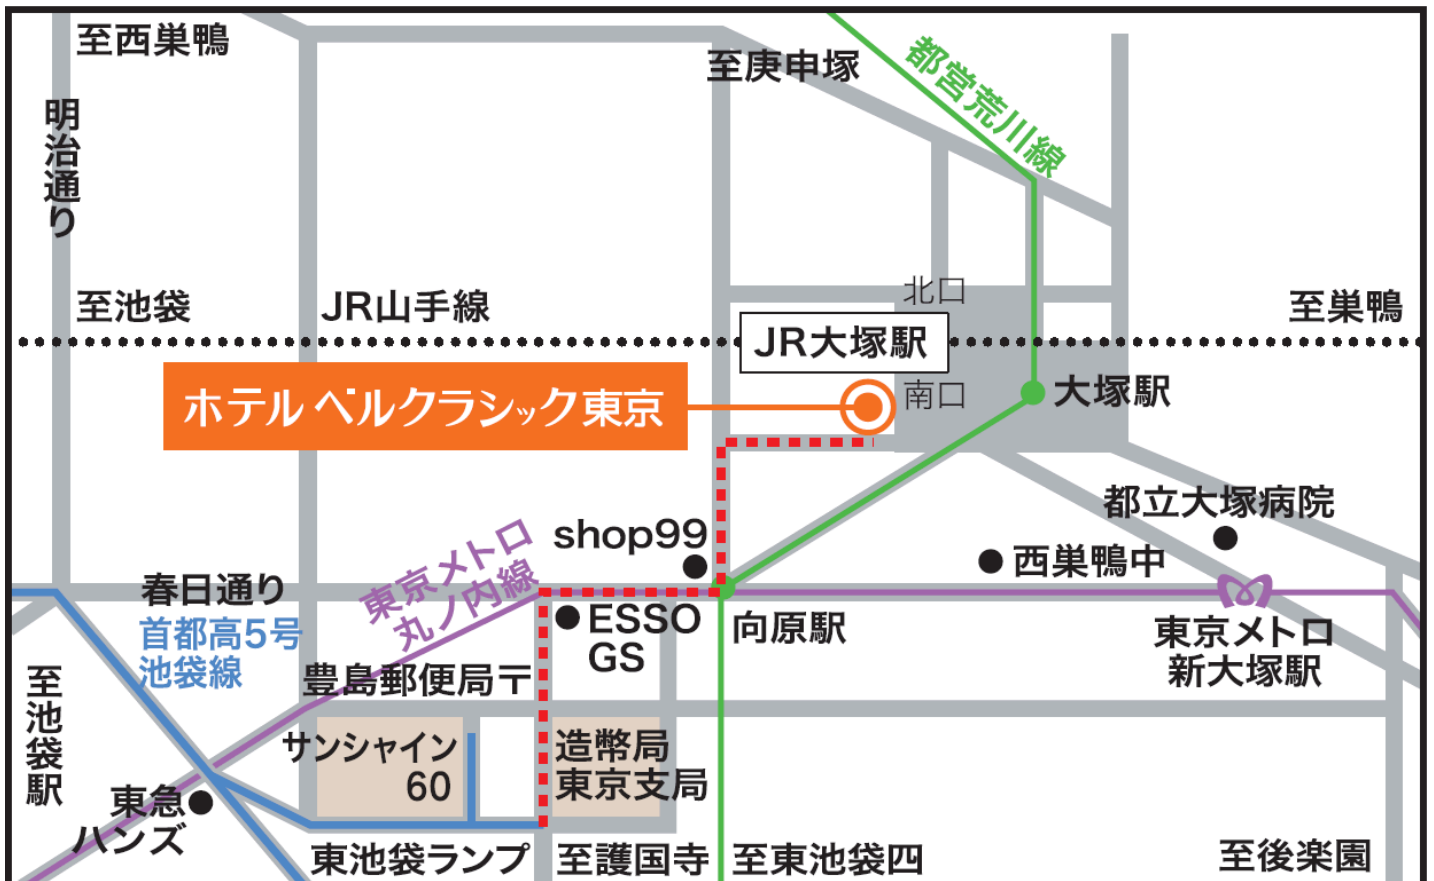 至西巣鴨
至庚申塚
都営荒川線
明治通り
北口
至池袋
JR山手線
至巣鴨
JR大塚駅
ホテル ベルクラシック東京
南口
大塚駅
都立大塚病院
shop99
西巣鴨中
東京メトロ
丸ノ内線
春日通り
ESSO
GS
向原駅
首都高5号
池袋線
東京メトロ
新大塚駅
豊島郵便局〒
至池袋駅
サンシャイン
60
造幣局
東京支局
東急
ハンズ
東池袋ランプ
至護国寺
至東池袋四
至後楽園